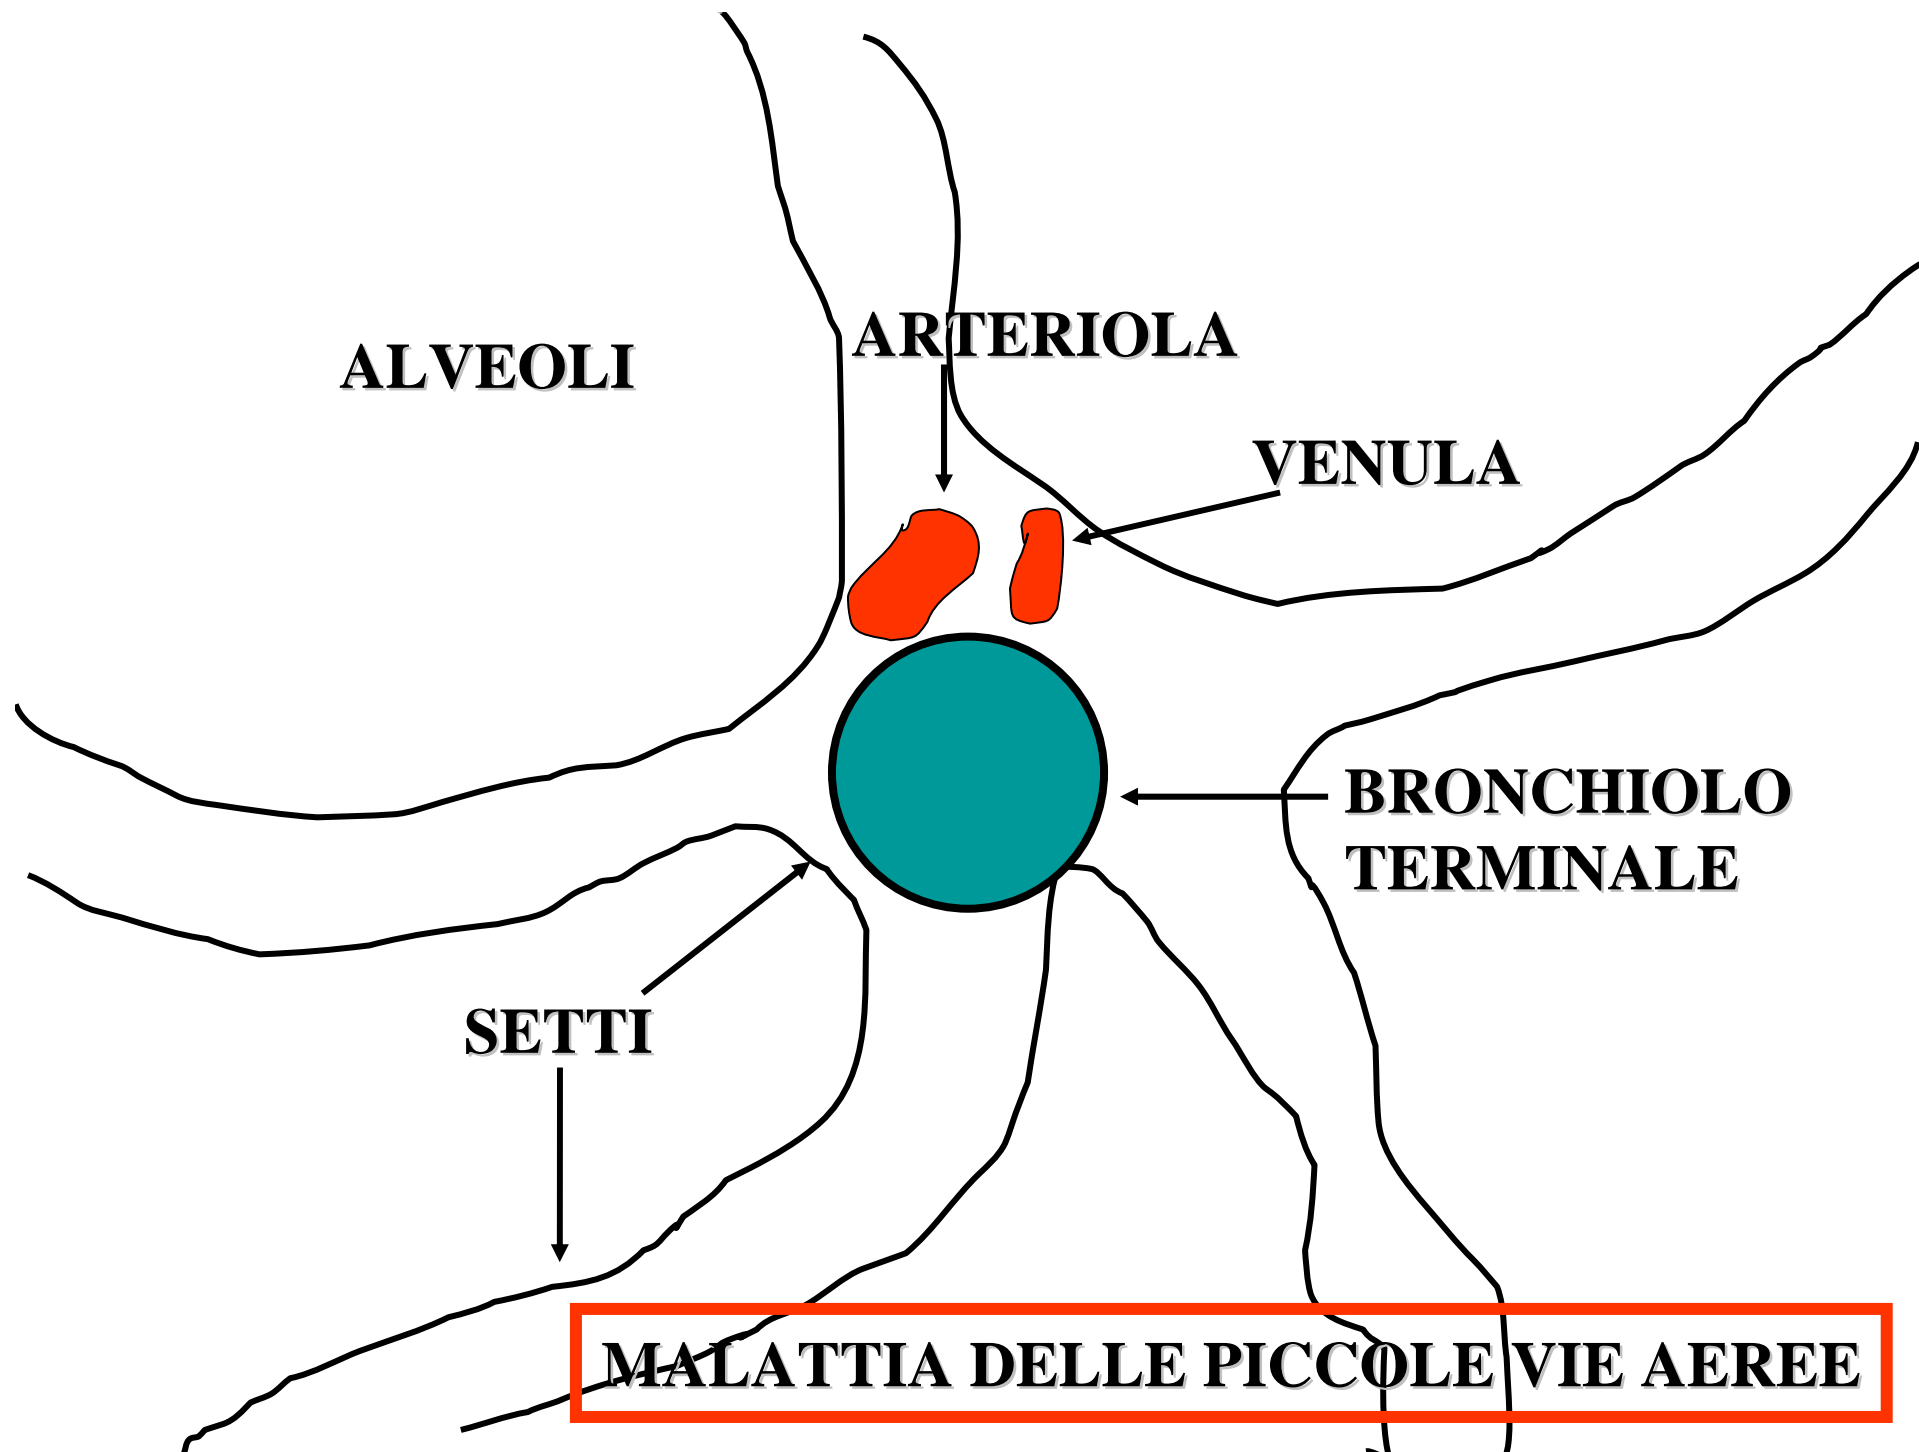 ARTERIOLA
ALVEOLI
VENULA
BRONCHIOLO
TERMINALE
SETTI
MALATTIA DELLE PICCOLE VIE AEREE